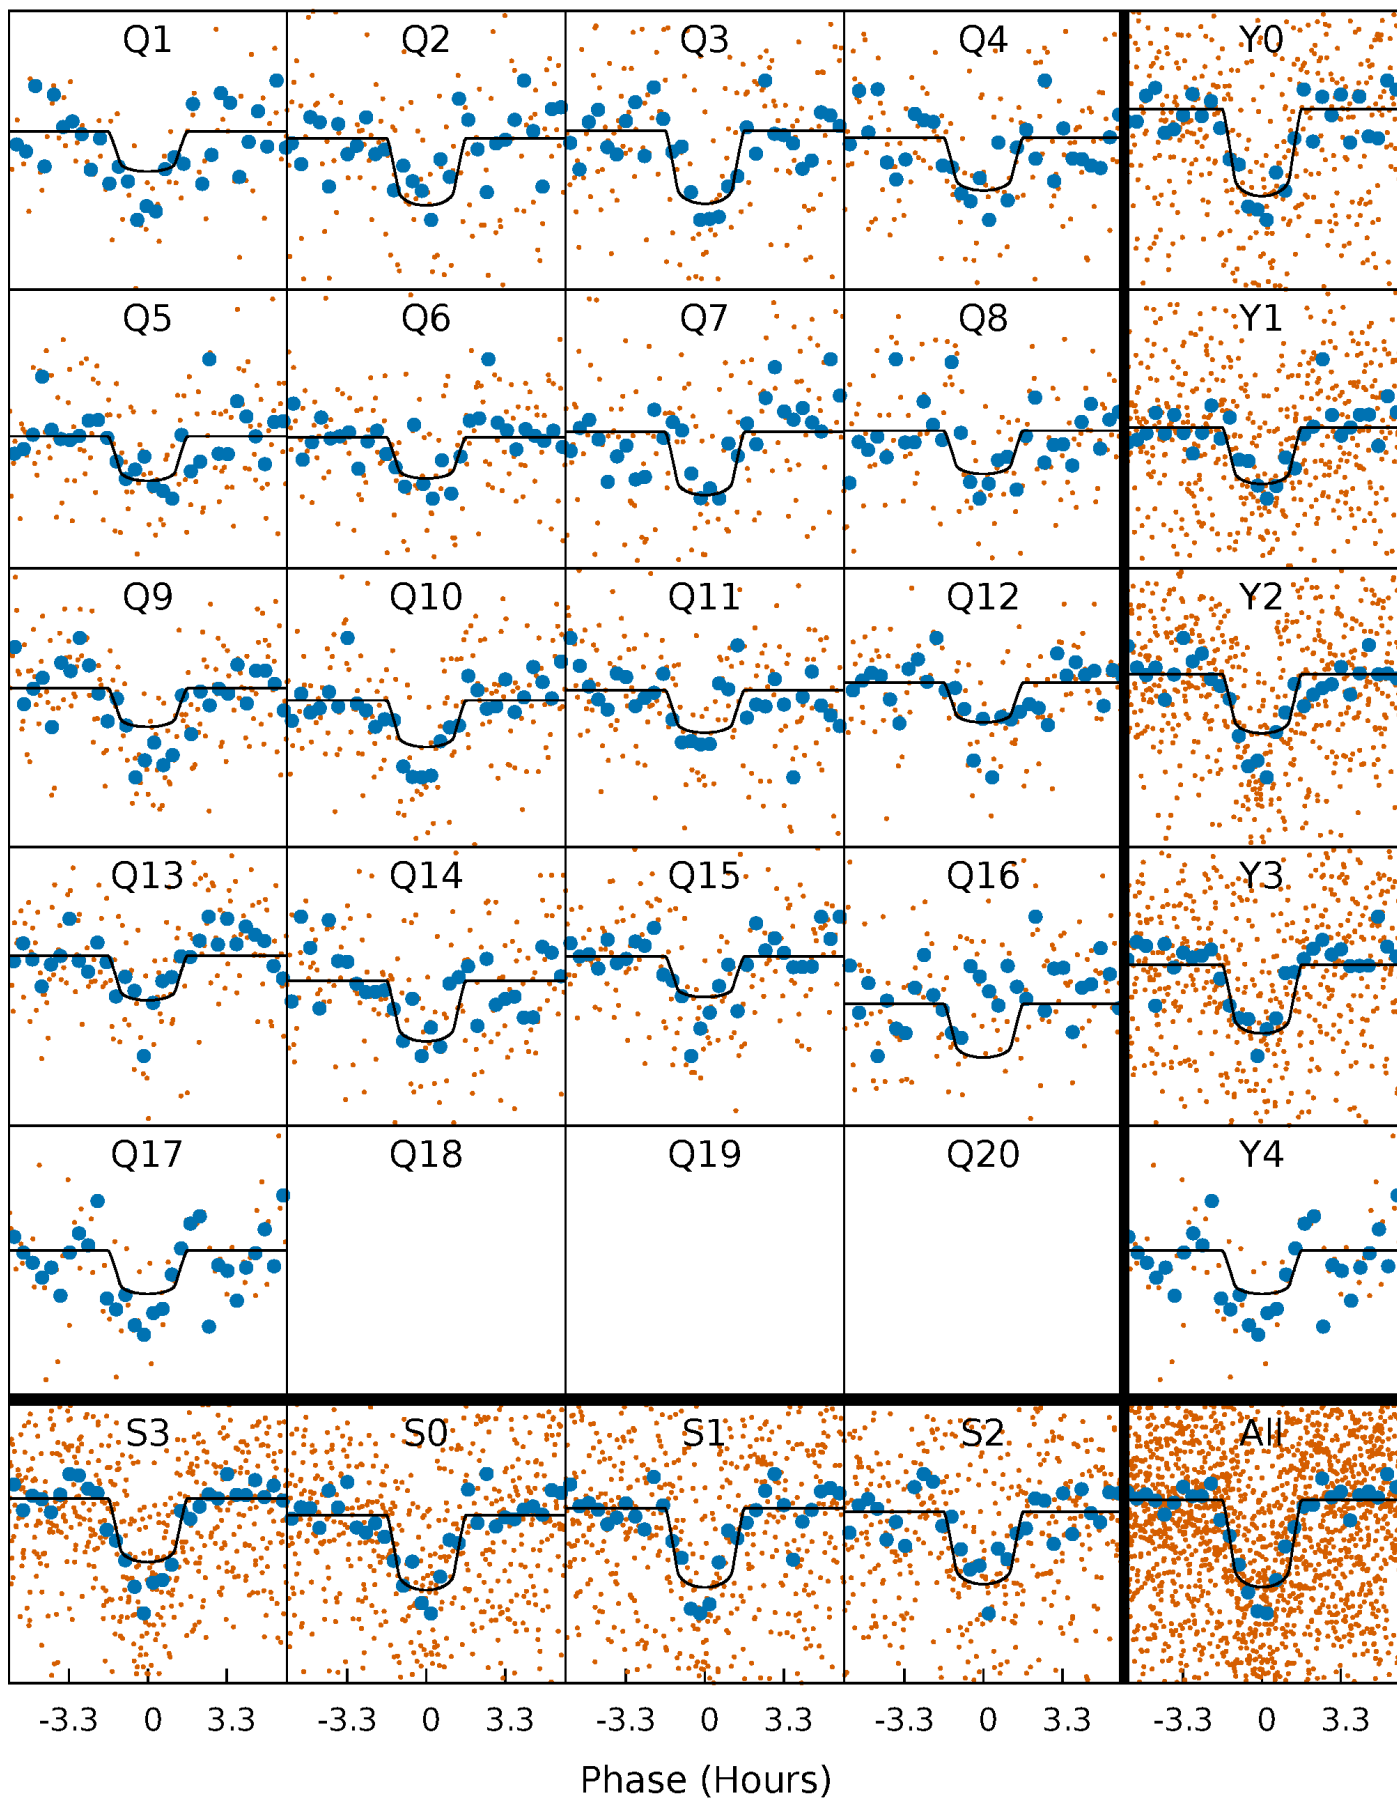 Q1 Q2 Q3 Q4 Y0
Q5 Q6 Q7 Q8 Y1
Q9 Q10 Q11 Q12 Y2
Q13 Q14 Q15 Q16 Y3
Q17 Q18 Q19 Q20 Y4
S3 S0 S1 S2 All
-3.3 0 3.3 -3.3 0 3.3 -3.3 0 3.3 -3.3 0 3.3 -3.3 0 3.3
Phase (Hours)